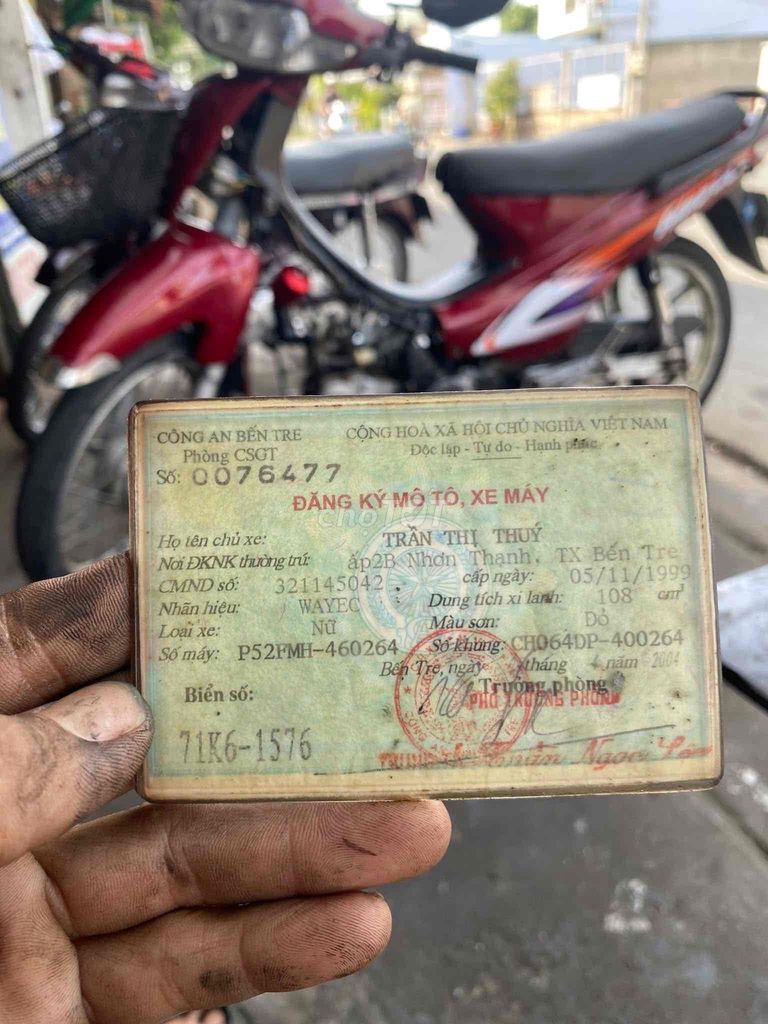 CÔNG AN BẾN TRE CỘNG HOÀ XÃ HỘI CHỦ NGHĨA VIỆT NAM
Phòng CSGT Độc lập - Tự do - Hạnh phúc
Số: 0076477
ĐĂNG KÝ MÔ TÔ, XE MÁY
Họ tên chủ xe: TRẦN THỊ THUÝ
Nơi ĐKNK thường trú: ấp2B Nhơn Thạnh, TX Bến Tre
CMND số: 321145042 cấp ngày: 05/11/1999
Nhãn hiệu: WAYEC Dung tích xi lanh: 108 cm³
Loại xe: Nữ Màu sơn: Đỏ
Số máy: P52FMH-460264 Số khung: CH064DP-400264
Bến Tre, ngày tháng 4 năm 2004
Biển số: Trưởng phòng
PHÓ TRƯỞNG PHÒNG
71K6-1576
Ngọc
chợ TỐT